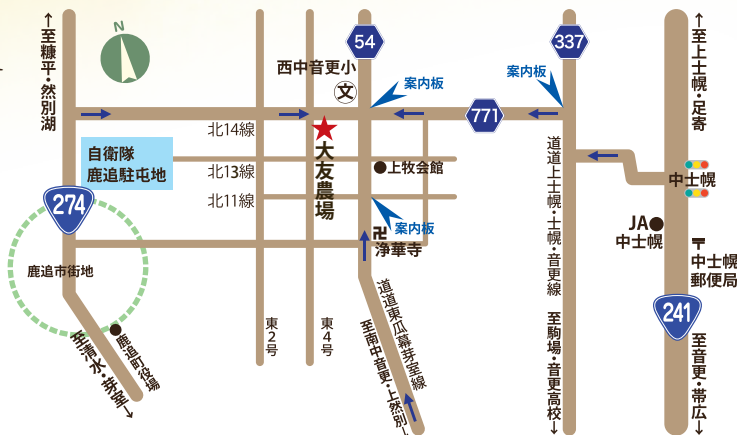 ↑至糠平・然別湖
N
西中音更小
文
54
案内板
337
案内板
771
↑至上士幌・足寄
北14線
大友農場
自衛隊
鹿追駐屯地
北13線
上牧会館
北11線
274
案内板
卍
浄華寺
道道上士幌・士幌・音更線
中士幌
JA
中士幌
〒
中士幌
郵便局
鹿追市街地
241
鹿追町役場
至清水・芽室→
東2号
東4号
道道東瓜幕芽室線
至南中音更・上然別→
至駒場・音更高校→
至音更・帯広→